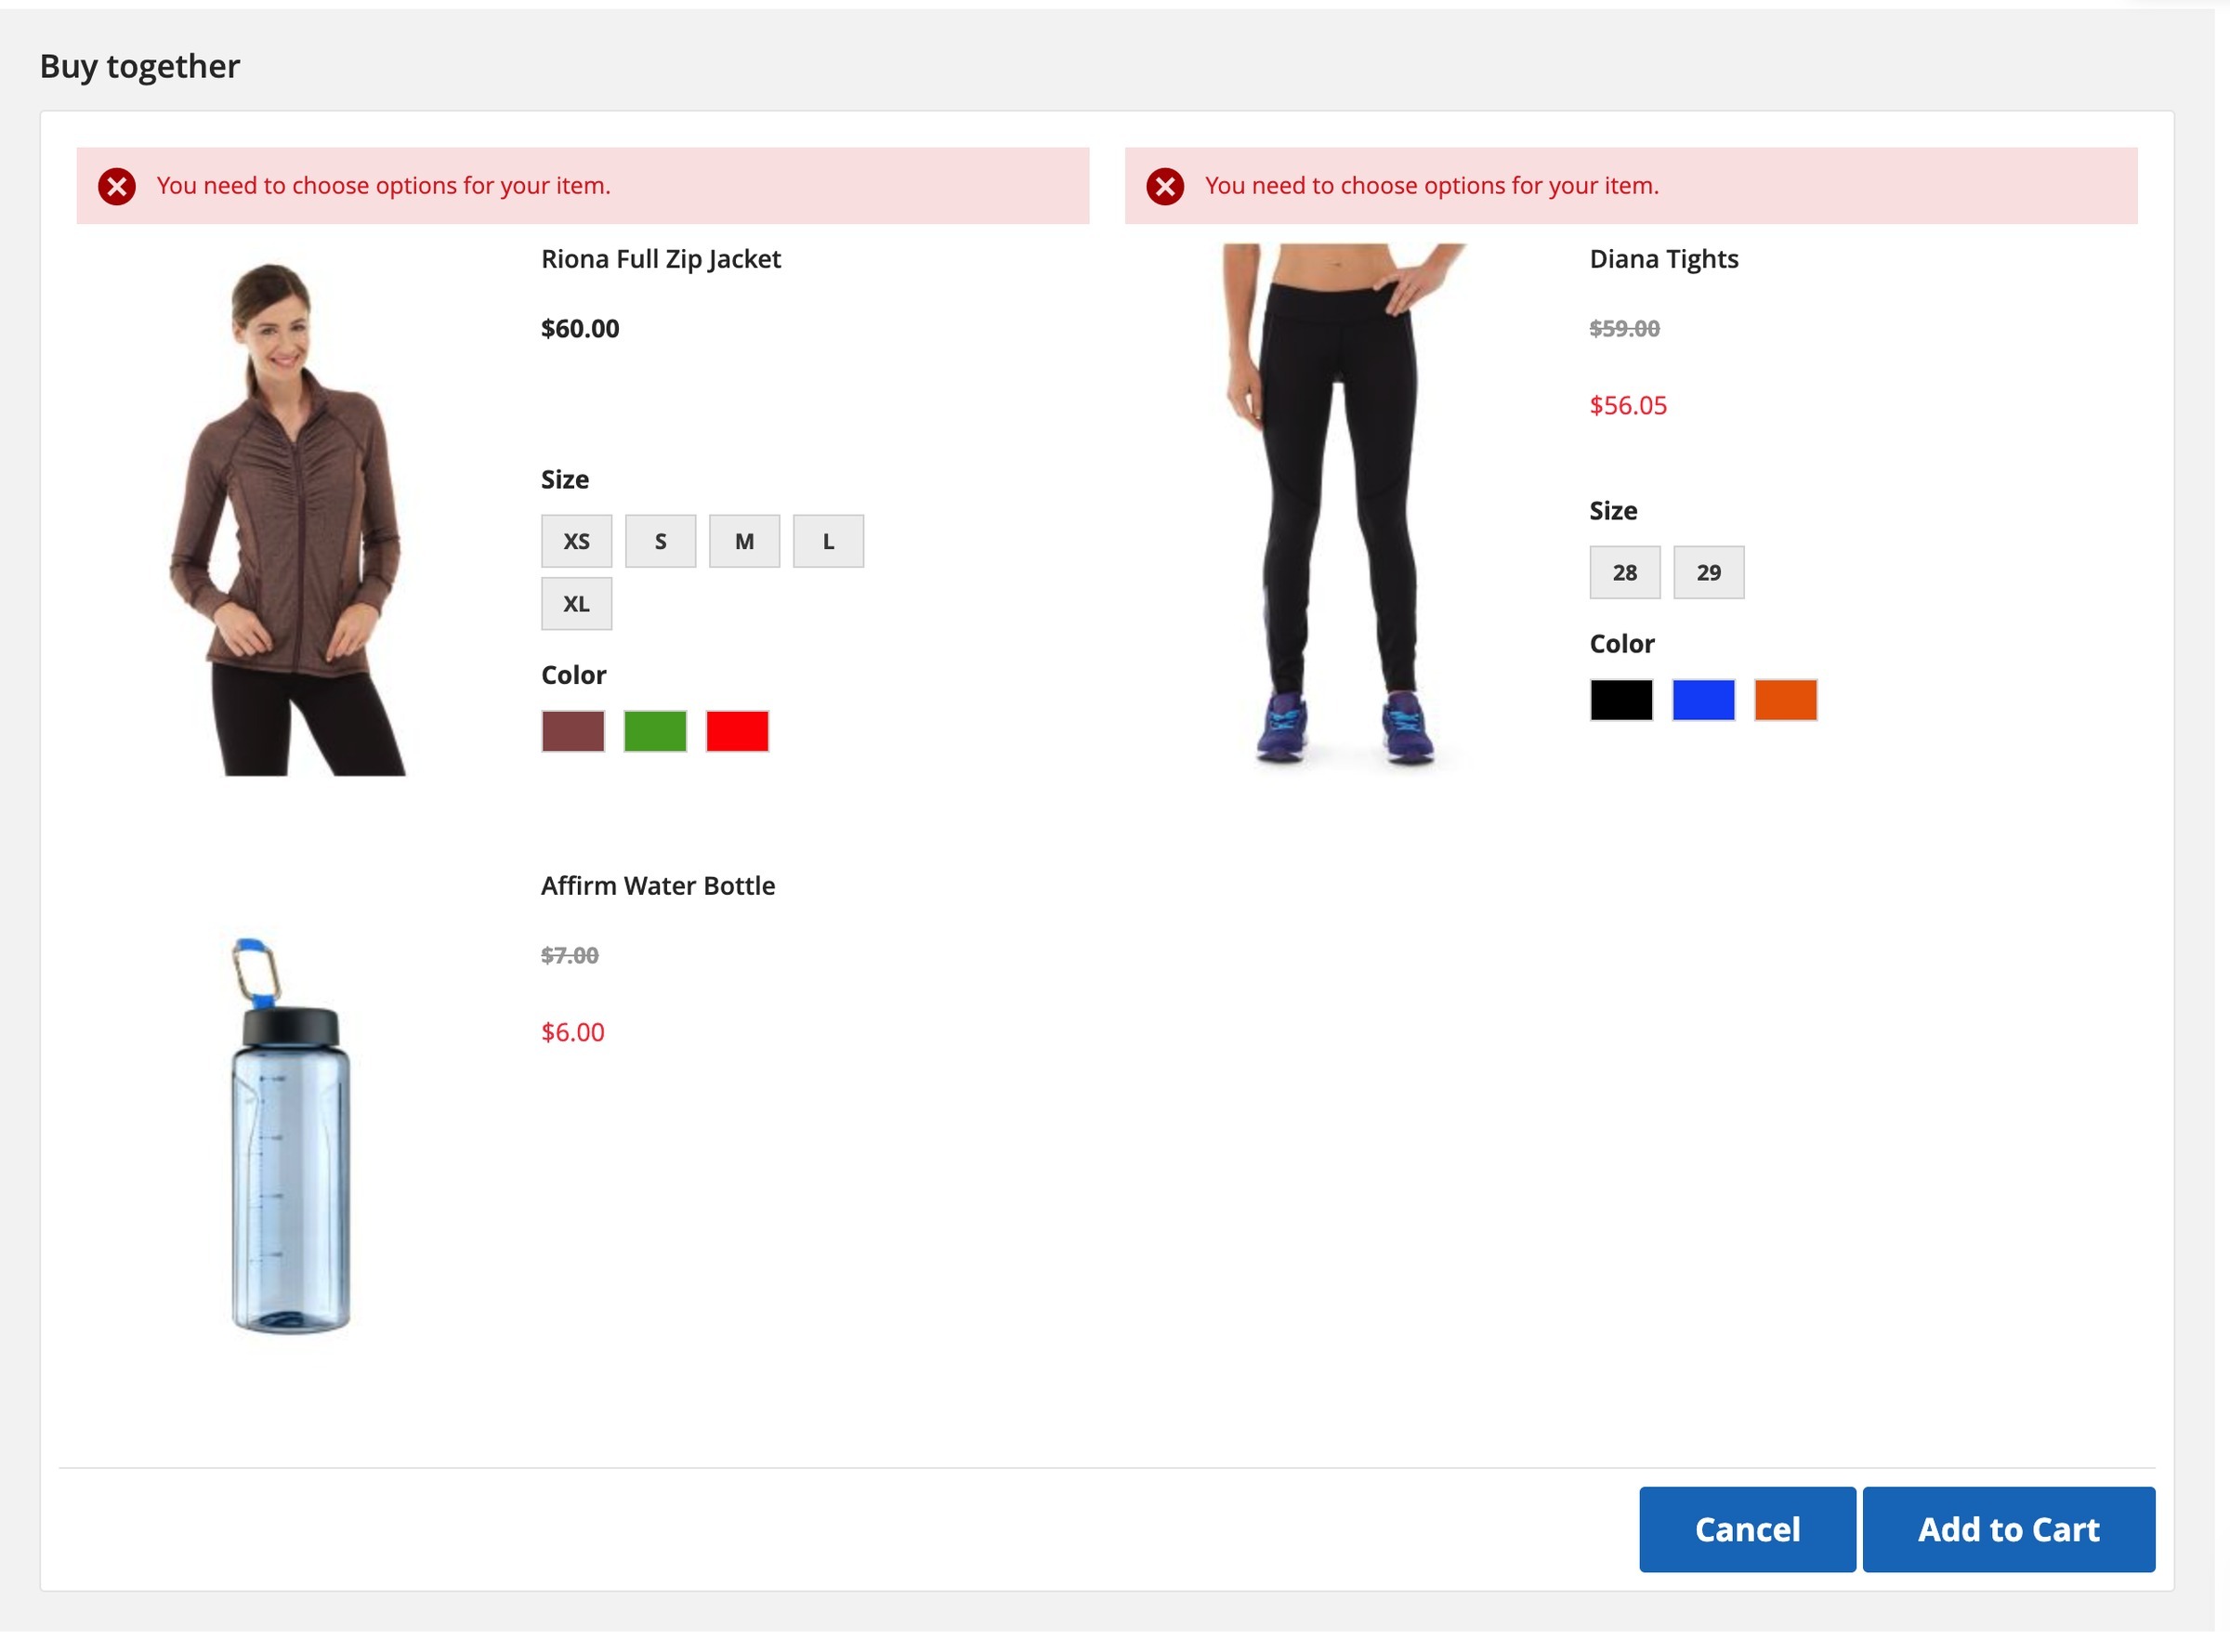 Buy together
You need to choose options for your item.
Riona Full Zip Jacket
$60.00
Size
XS S M L
XL
Color
You need to choose options for your item.
Diana Tights
$59.00
$56.05
Size
28 29
Color
Affirm Water Bottle
$7.00
$6.00
Cancel Add to Cart